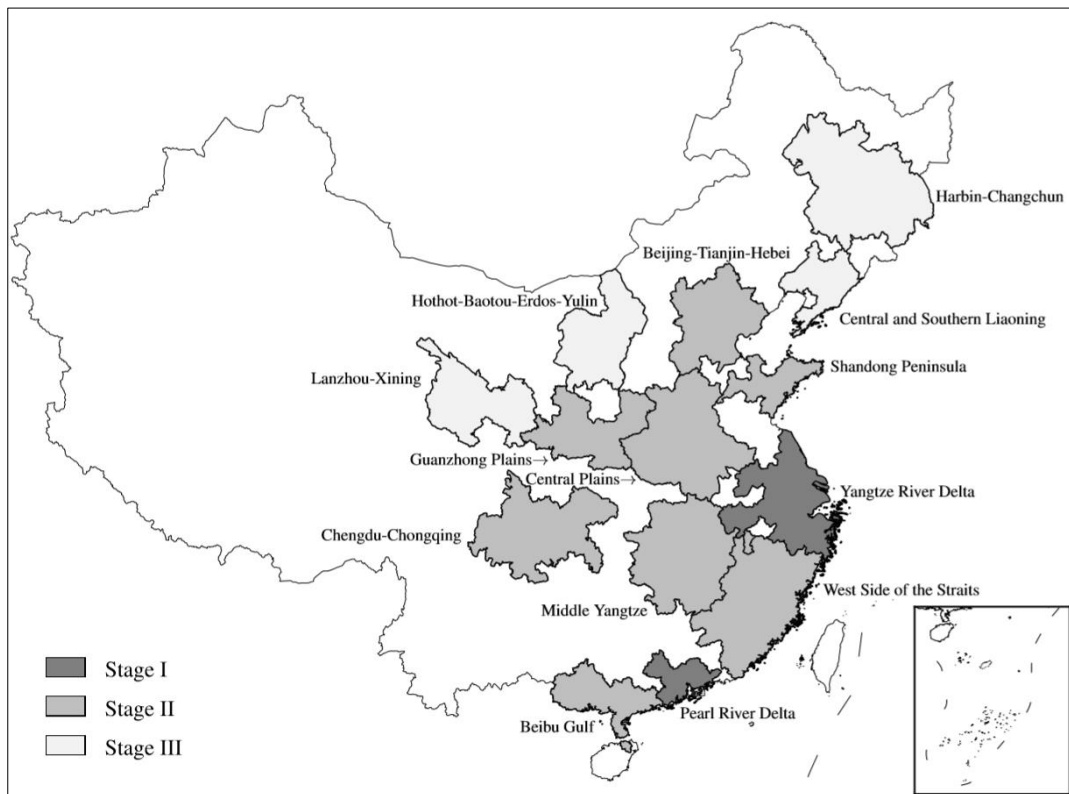 Harbin-Changchun
Beijing-Tianjin-Hebei
Hothot-Baotou-Erdos-Yulin
Central and Southern Liaoning
Shandong Peninsula
Lanzhou-Xining
Guanzhong Plains→
Central Plains→
Yangtze River Delta
Chengdu-Chongqing
West Side of the Straits
Middle Yangtze
Pearl River Delta
Beibu Gulf
Stage I
Stage II
Stage III